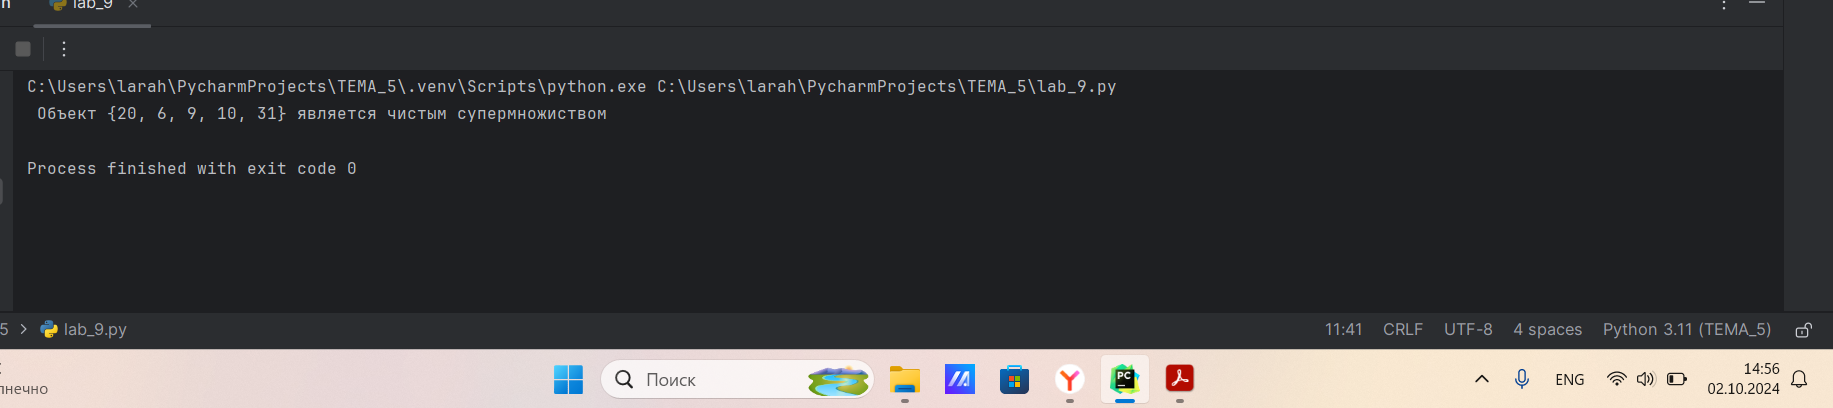 lab_9
C:\Users\larah\PycharmProjects\TEMA_5\.venv\Scripts\python.exe C:\Users\larah\PycharmProjects\TEMA_5\lab_9.py
Объект {20, 6, 9, 10, 31} является чистым супермножиством
Process finished with exit code 0
5 > lab_9.py 11:41 CRLF UTF-8 4 spaces Python 3.11 (TEMA_5)
Поиск PC ENG 14:56
02.10.2024